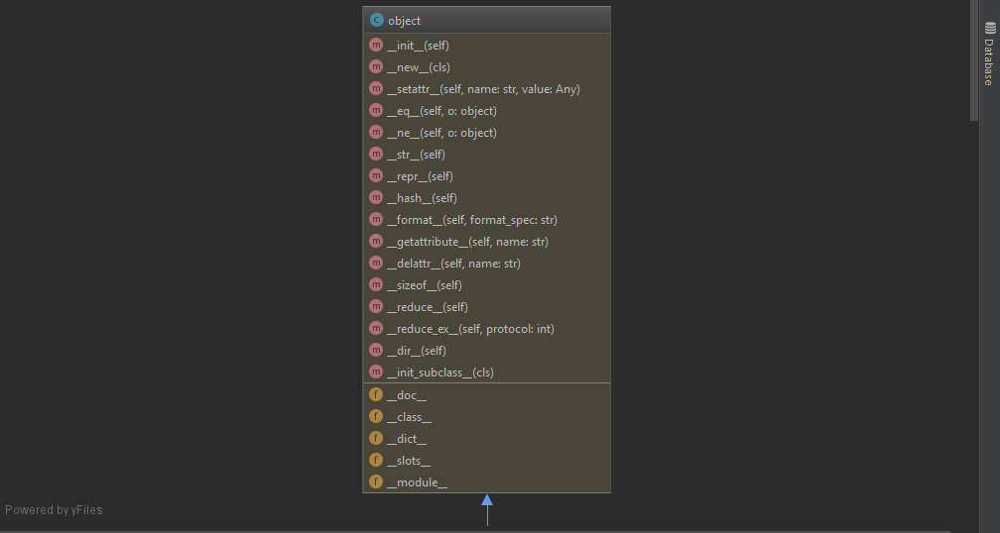 object
__init__(self)
__new__(cls)
__setattr__(self, name: str, value: Any)
__eq__(self, o: object)
__ne__(self, o: object)
__str__(self)
__repr__(self)
__hash__(self)
__format__(self, format_spec: str)
__getattribute__(self, name: str)
__delattr__(self, name: str)
__sizeof__(self)
__reduce__(self)
__reduce_ex__(self, protocol: int)
__dir__(self)
__init_subclass__(cls)
__doc__
__class__
__dict__
__slots__
__module__
Powered by yFiles
Database